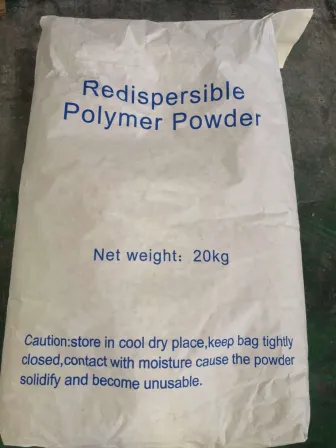 Redispersible
Polymer Powder
Net weight: 20kg
Caution:store in cool dry place,keep bag tightly
closed,contact with moisture cause the powder
solidify and become unusable.